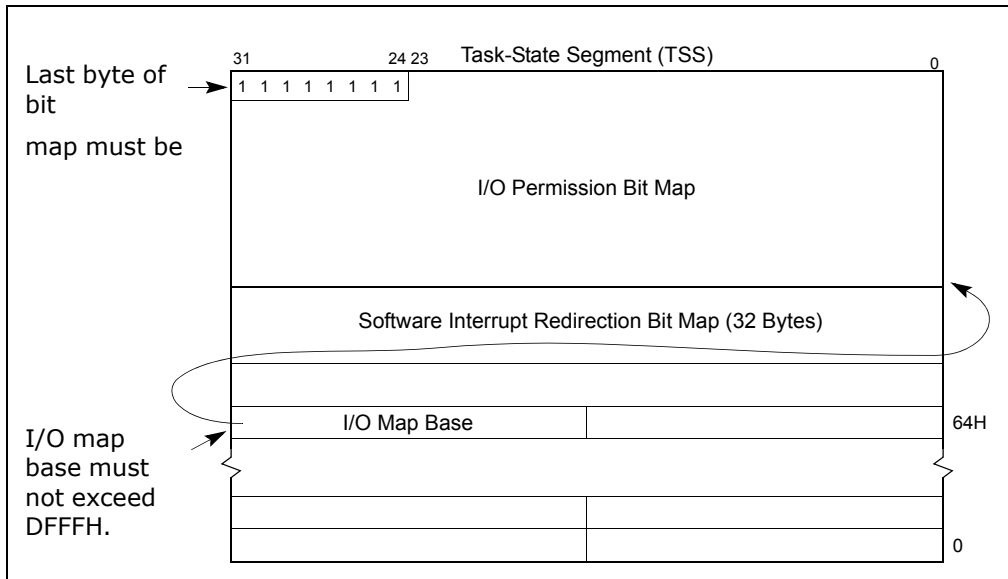 31 24 23 Task-State Segment (TSS) 0
Last byte of
bit
map must be
1 1 1 1 1 1 1 1
I/O Permission Bit Map
Software Interrupt Redirection Bit Map (32 Bytes)
I/O Map Base
64H
I/O map
base must
not exceed
DFFFH.
0